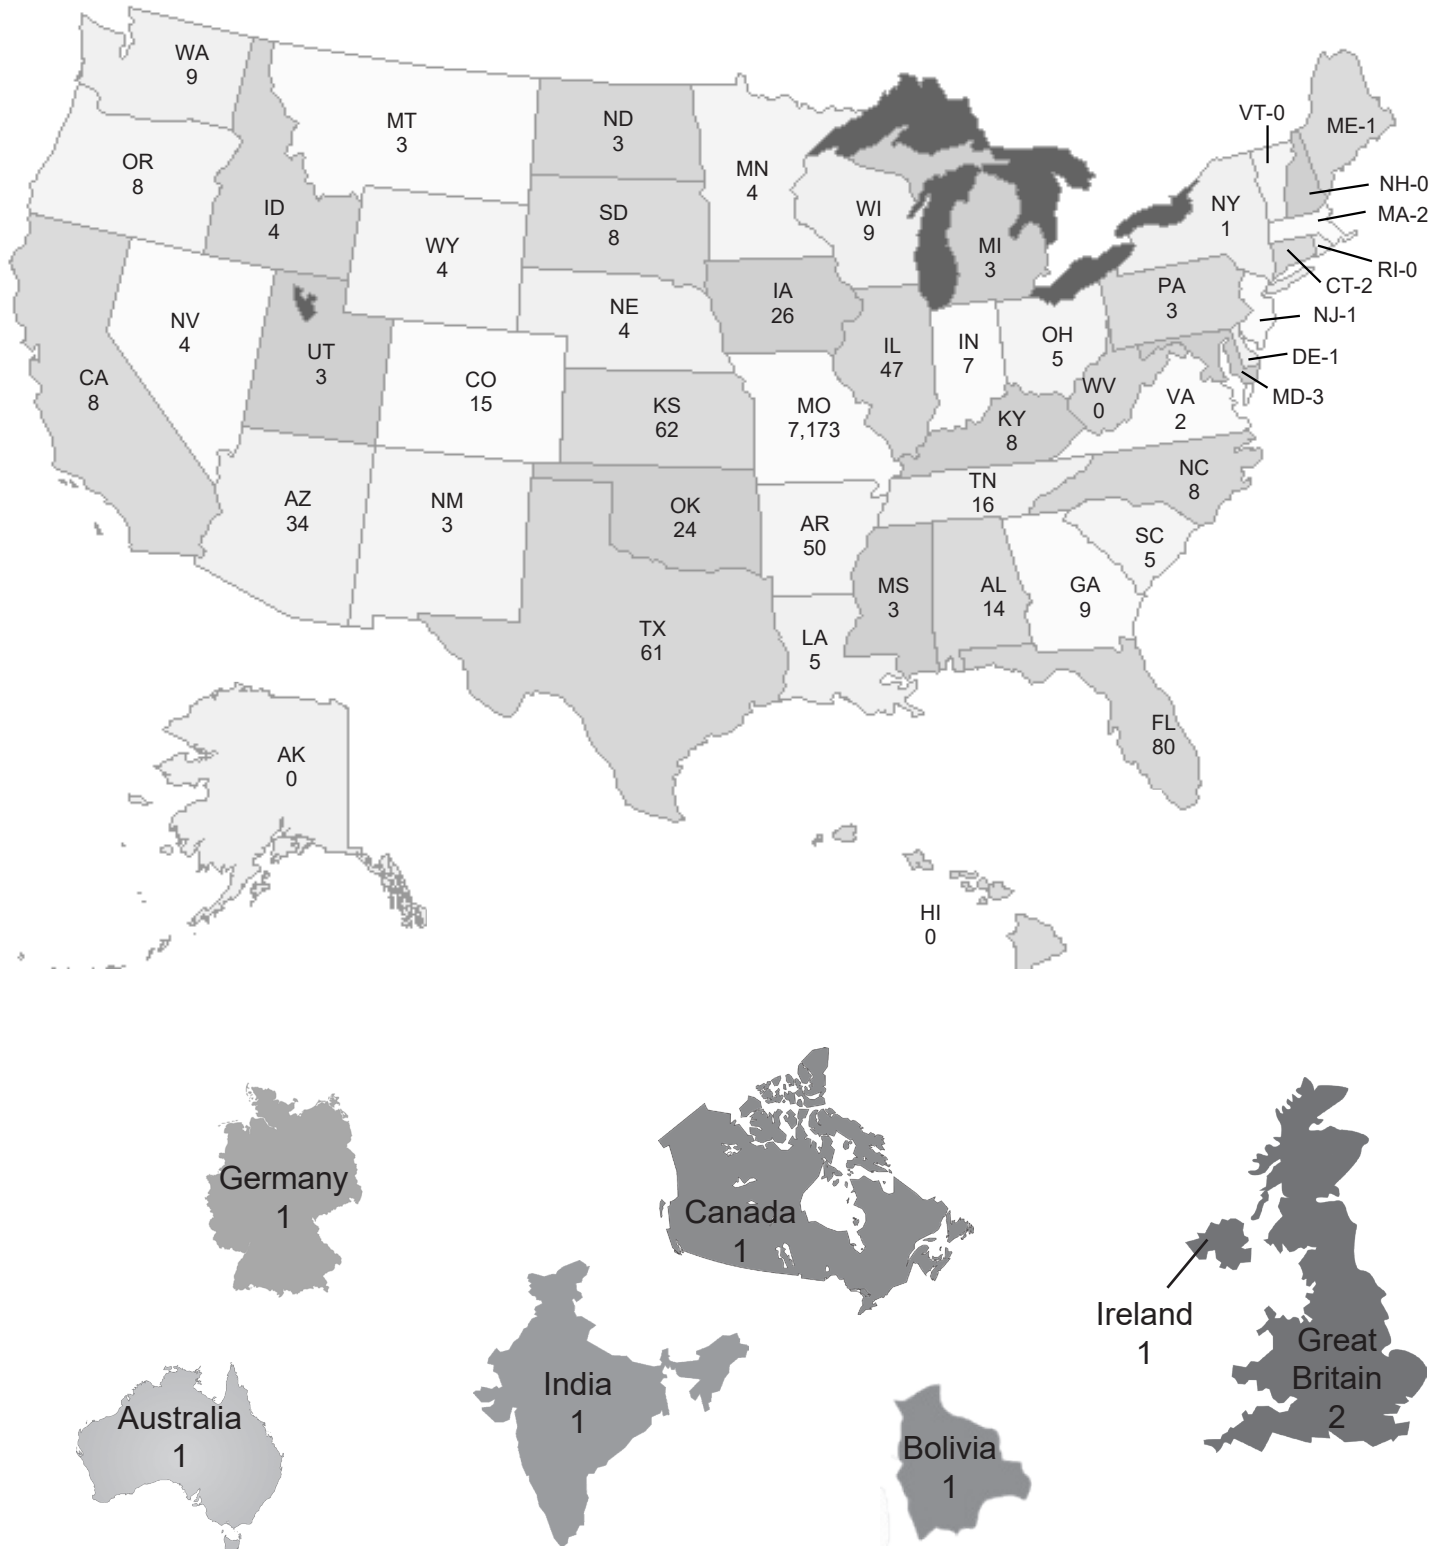 WA
9
MT
3
ND
3
MN
4
VT-0
ME-1
OR
8
ID
4
WY
4
SD
8
WI
9
MI
3
NY
1
NH-0
MA-2
RI-0
CT-2
NJ-1
DE-1
MD-3
NV
4
UT
3
CA
8
CO
15
NE
4
IA
26
IL
47
IN
7
OH
5
PA
3
WV
0
VA
2
KS
62
MO
7,173
KY
8
NC
8
TN
16
AZ
34
NM
3
OK
24
AR
50
SC
5
MS
3
AL
14
GA
9
TX
61
LA
5
FL
80
AK
0
HI
0
Germany
1
Canada
1
Ireland
1
Great
Britain
2
India
1
Australia
1
Bolivia
1